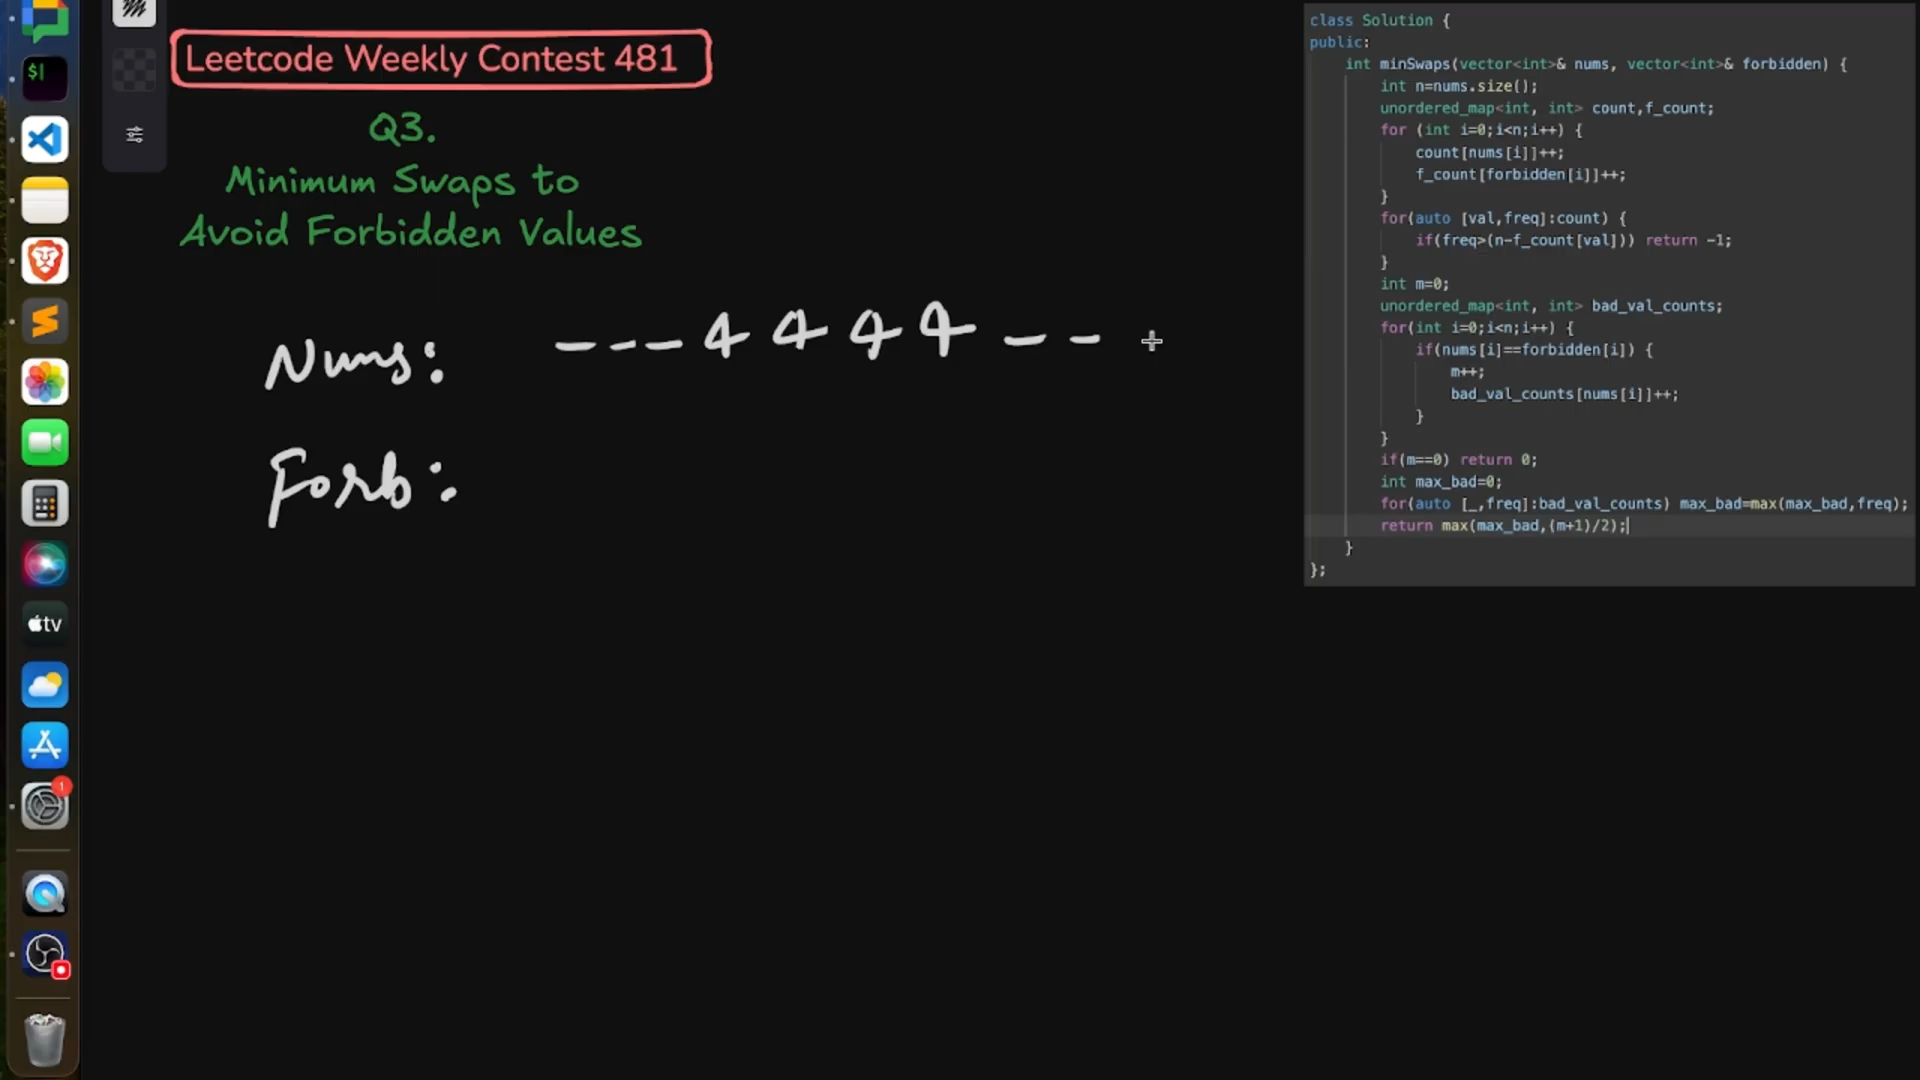 Leetcode Weekly Contest 481
Q3.
Minimum Swaps to
Avoid Forbidden Values
Nums: - - - 4 4 4 4 - -
Forb:
class Solution {
public:
int minSwaps(vector<int>& nums, vector<int>& forbidden) {
int n=nums.size();
unordered_map<int, int> count,f_count;
for (int i=0;i<n;i++) {
count[nums[i]]++;
f_count[forbidden[i]]++;
}
for(auto [val,freq]:count) {
if(freq>(n-f_count[val])) return -1;
}
int m=0;
unordered_map<int, int> bad_val_counts;
for(int i=0;i<n;i++) {
if(nums[i]==forbidden[i]) {
m++;
bad_val_counts[nums[i]]++;
}
}
if(m==0) return 0;
int max_bad=0;
for(auto [_,freq]:bad_val_counts) max_bad=max(max_bad,freq);
return max(max_bad,(m+1)/2);
}
};
$
tv
1